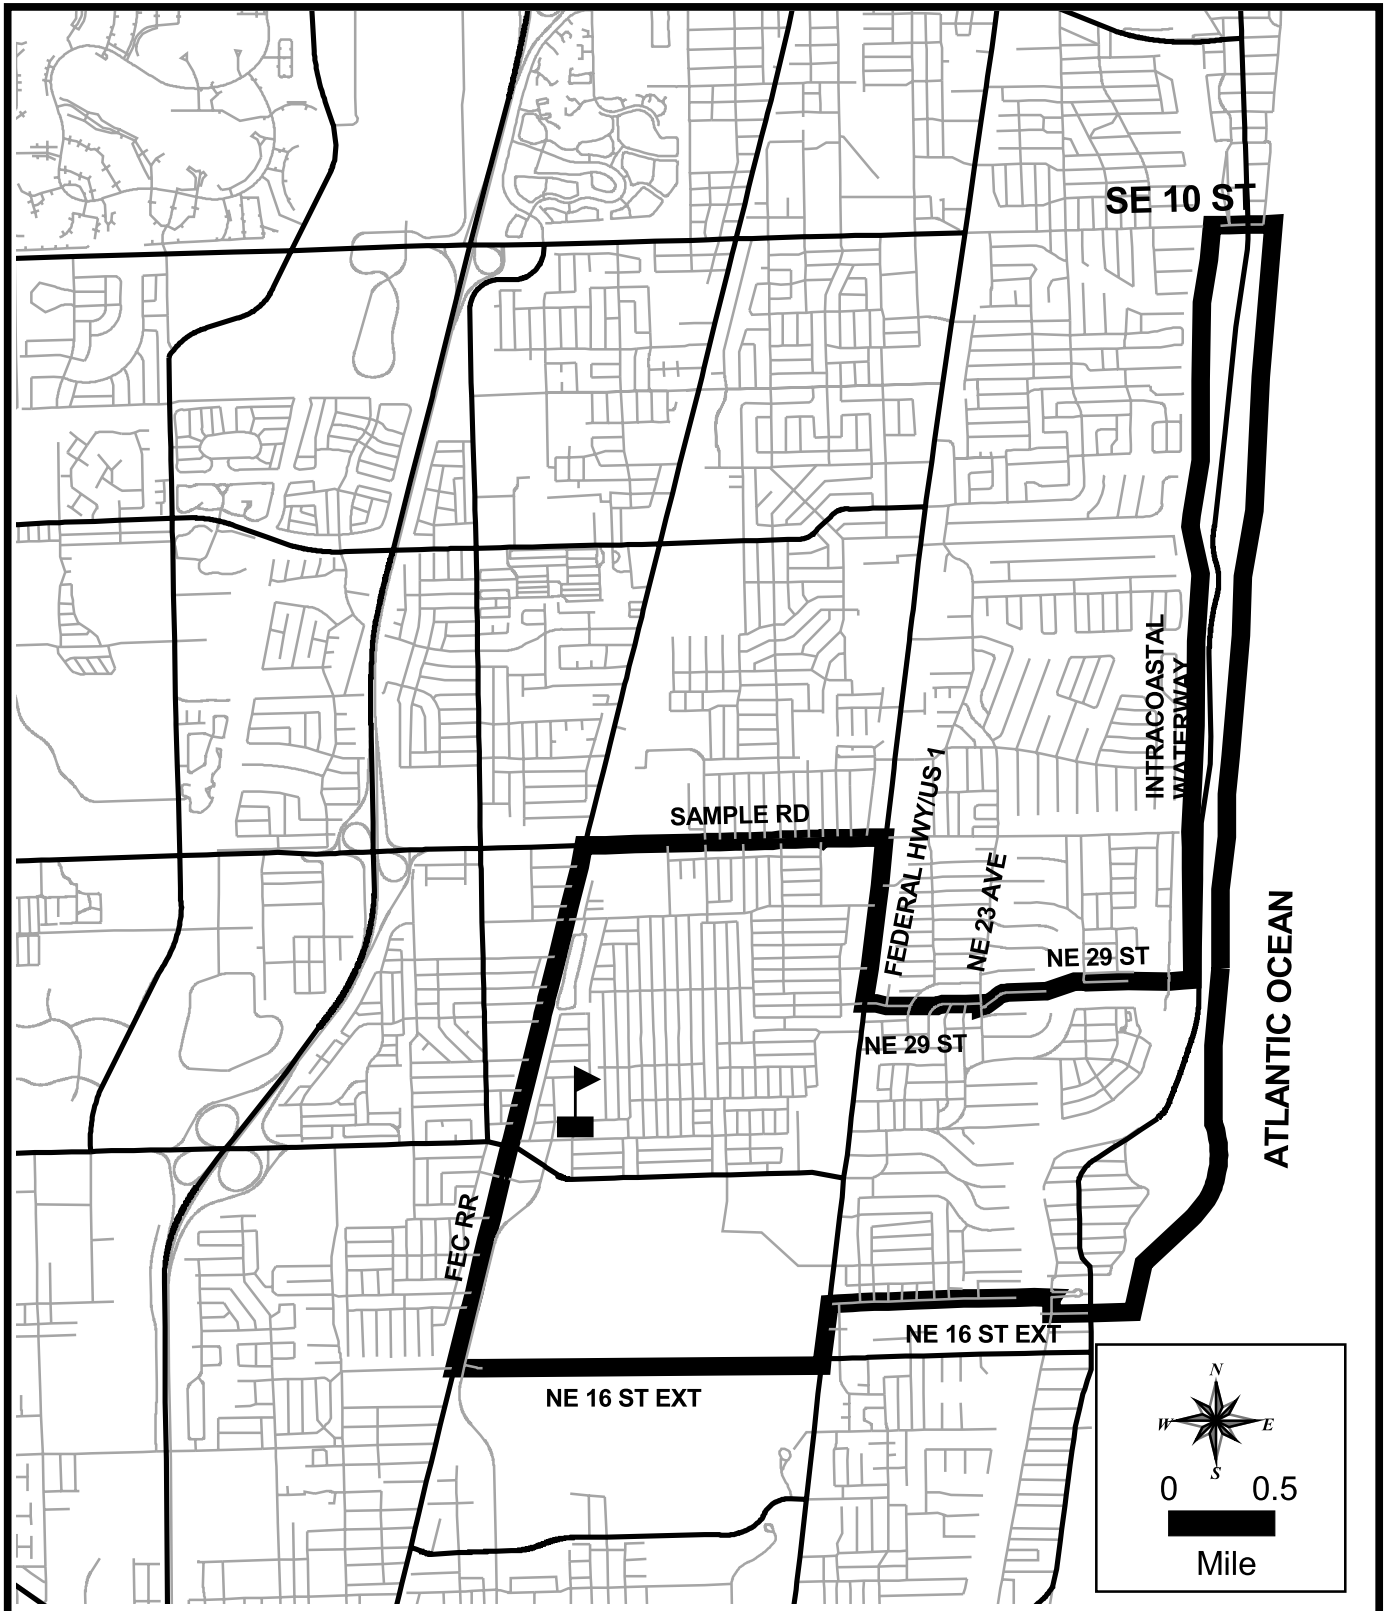 SE 10 ST
INTRACOASTAL
WATERWAY
SAMPLE RD
FEDERAL HWY/US 1
NE 23 AVE
NE 29 ST
ATLANTIC OCEAN
NE 29 ST
FEC RR
NE 16 ST EXT
NE 16 ST EXT
N
W E
S
0 0.5
Mile